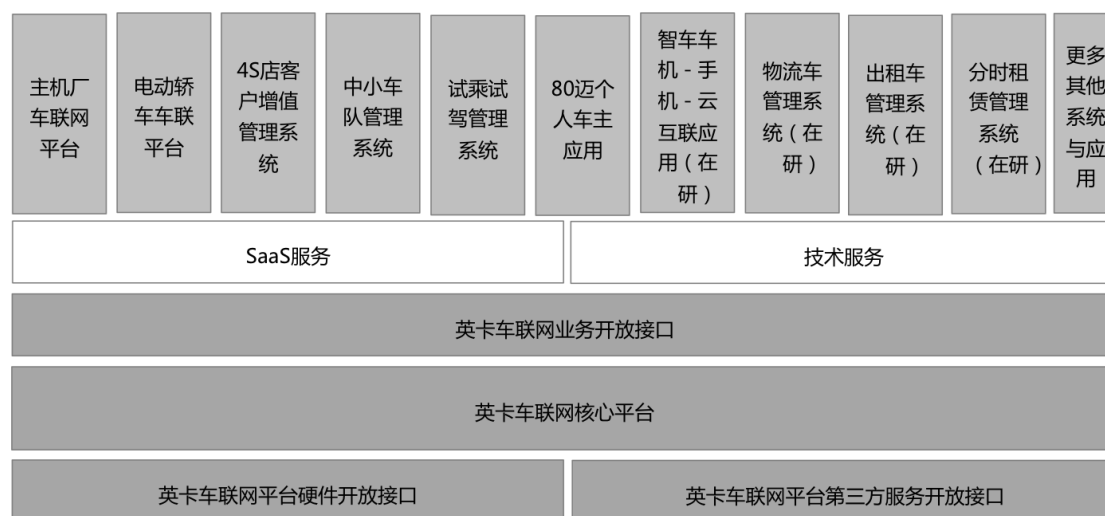 主机厂
车联网
平台
电动轿
车车联
平台
4S店客
户增值
管理系
统
中小车
队管理
系统
试乘试
驾管理
系统
80迈个
人车主
应用
智车车
机－手
机－云
互联应
用（在
研）
物流车
管理系
统（在
研）
出租车
管理系
统（在
研）
分时租
赁管理
系统
（在研）
更多
其他
系统
与应
用
SaaS服务
技术服务
英卡车联网业务开放接口
英卡车联网核心平台
英卡车联网平台硬件开放接口
英卡车联网平台第三方服务开放接口